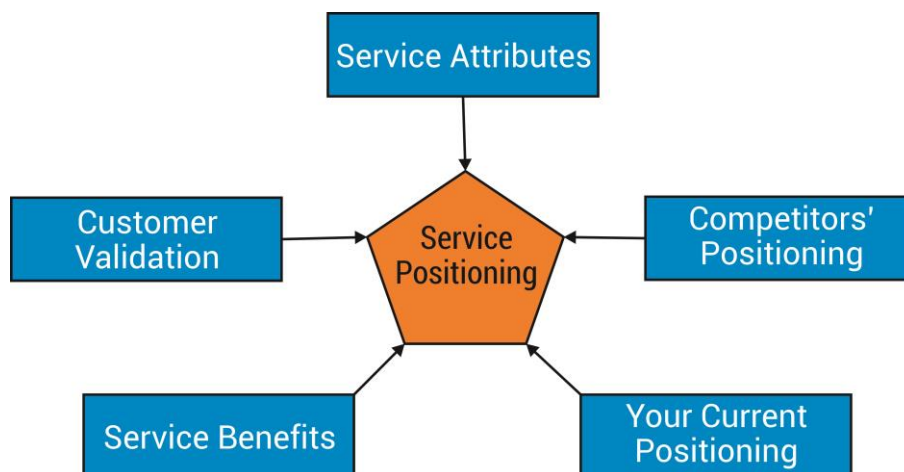 Service Attributes
Customer
Validation
Service
Positioning
Competitors'
Positioning
Service Benefits
Your Current
Positioning